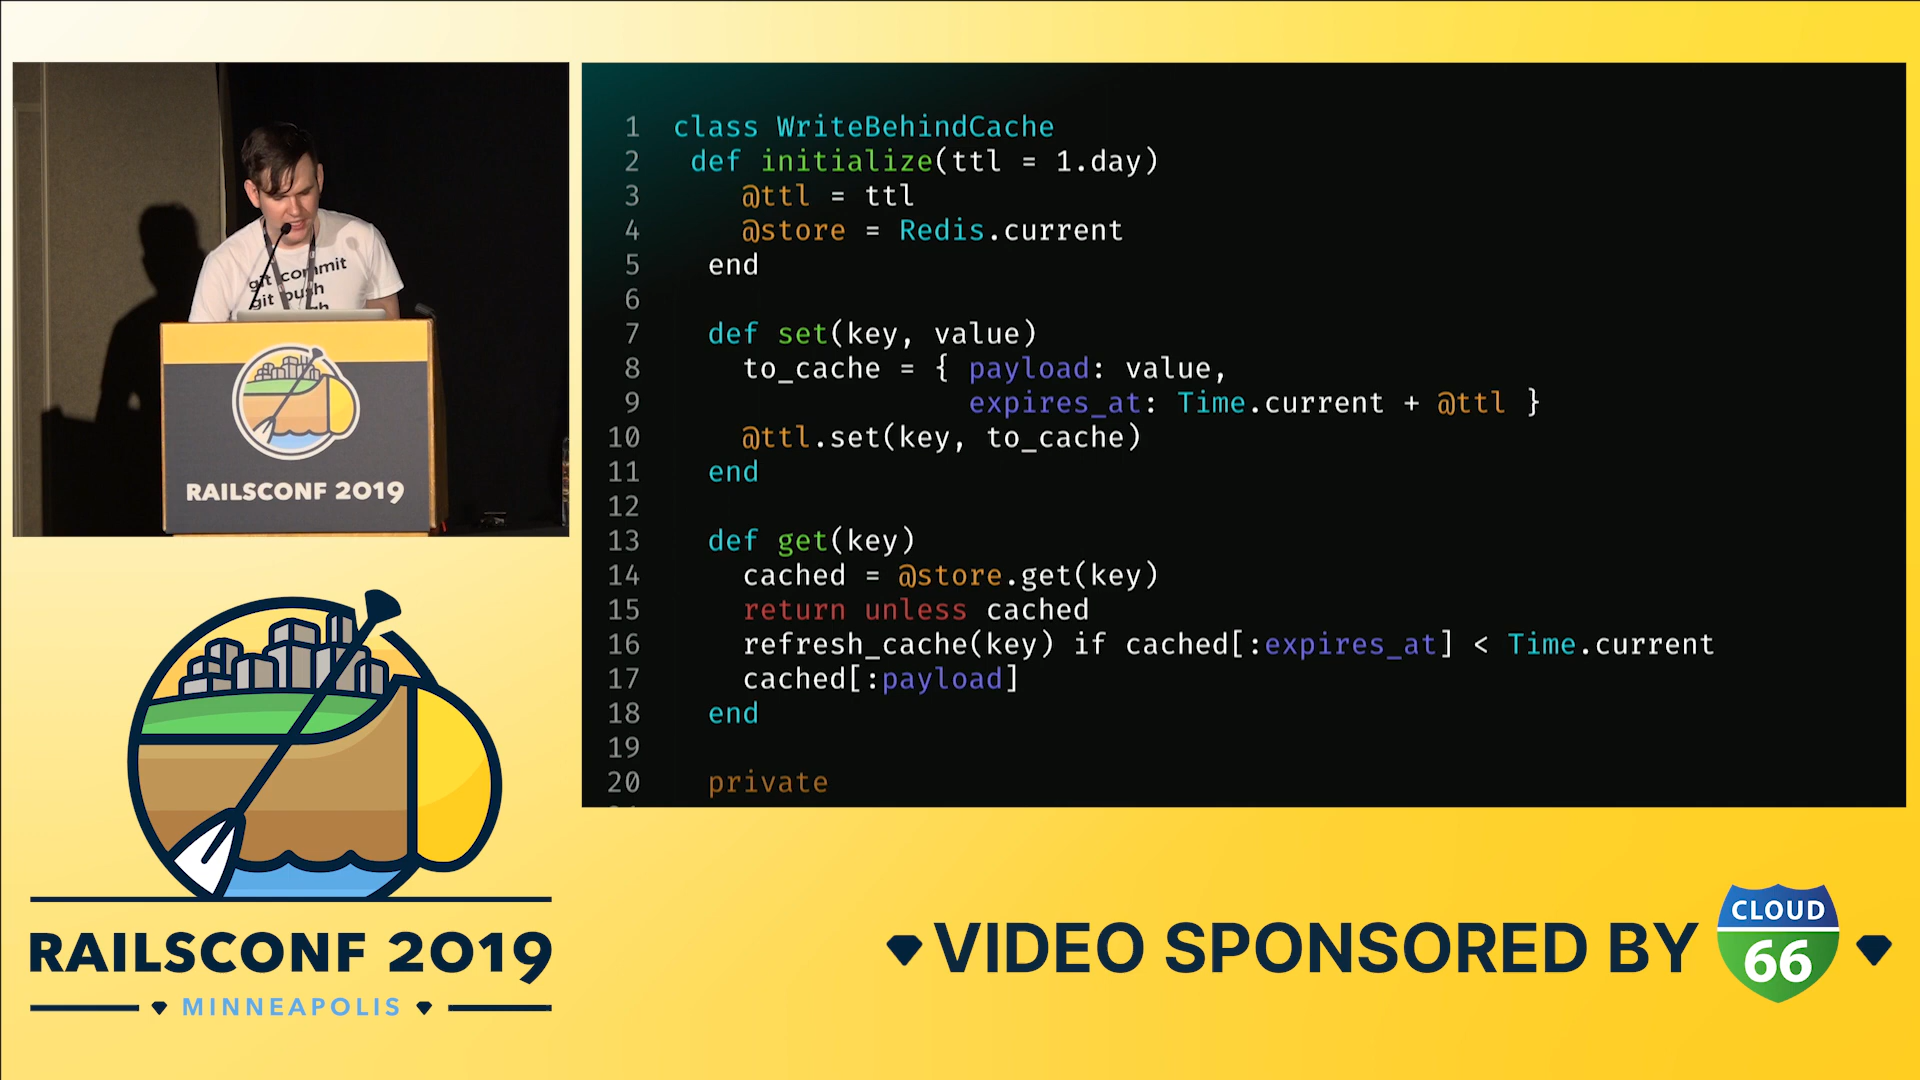 git commit
git push
RAILSCONF 2019
1 class WriteBehindCache
2 def initialize(ttl = 1.day)
3 @ttl = ttl
4 @store = Redis.current
5 end
6
7 def set(key, value)
8 to_cache = { payload: value,
9 expires_at: Time.current + @ttl }
10 @ttl.set(key, to_cache)
11 end
12
13 def get(key)
14 cached = @store.get(key)
15 return unless cached
16 refresh_cache(key) if cached[:expires_at] < Time.current
17 cached[:payload]
18 end
19
20 private
RAILSCONF 2019
MINNEAPOLIS
VIDEO SPONSORED BY
CLOUD
66